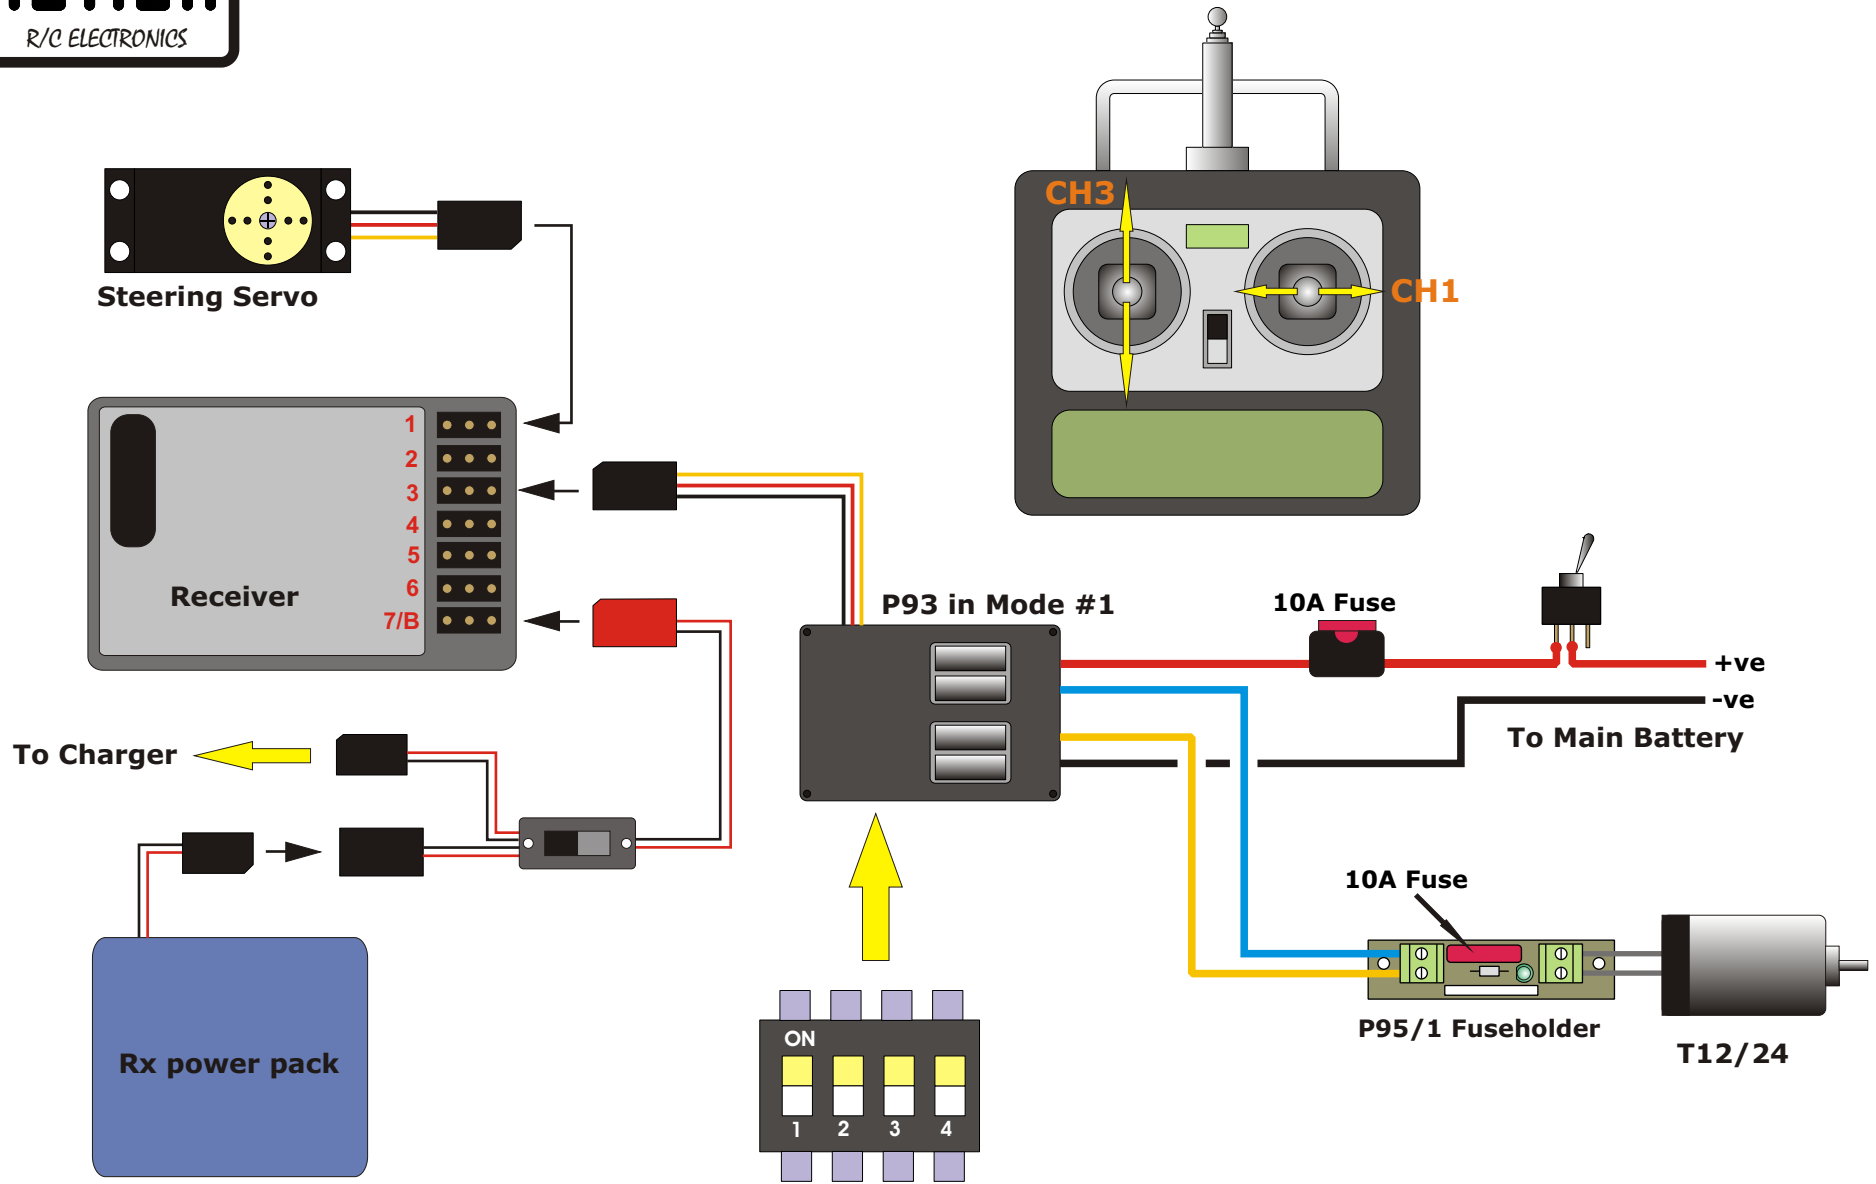 R/C ELECTRONICS
CH3
CH1
Steering Servo
1
2
3
4
5
6
7/B
Receiver
P93 in Mode #1
10A Fuse
+ve
-ve
To Main Battery
To Charger
10A Fuse
P95/1 Fuseholder
T12/24
Rx power pack
ON
1 2 3 4